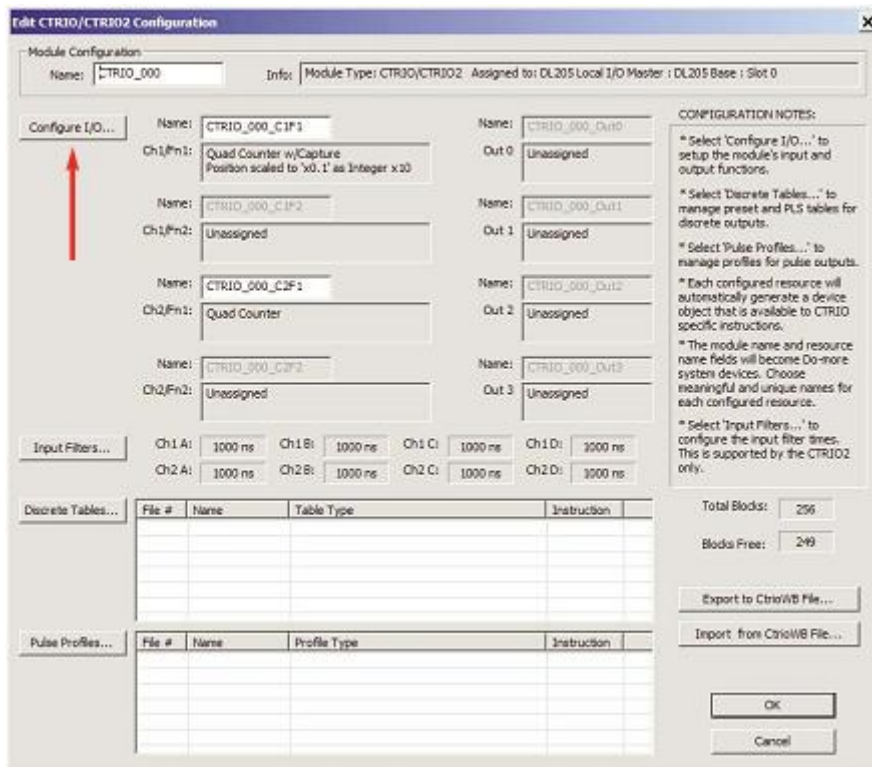 Edit CTRIO/CTRIO2 Configuration
Module Configuration
Name: CTRIO_000
Info: Module Type: CTRIO/CTRIO2 Assigned to: DL205 Local I/O Master : DL205 Base : Slot 0
Configure I/O...
Name: CTRIO_000_C1F1
Ch1/Fn1: Quad Counter w/Capture
Position scaled to 'x0.1' as Integer x10
Name: CTRIO_000_C1F2
Ch1/Fn2: Unassigned
Name: CTRIO_000_C2F1
Ch2/Fn1: Quad Counter
Name: CTRIO_000_C2F2
Ch2/Fn2: Unassigned
Name: CTRIO_000_Out0
Out 0 Unassigned
Name: CTRIO_000_Out1
Out 1 Unassigned
Name: CTRIO_000_Out2
Out 2 Unassigned
Name: CTRIO_000_Out3
Out 3 Unassigned
CONFIGURATION NOTES:
* Select 'Configure I/O...' to
setup the module's input and
output functions.
* Select 'Discrete Tables...' to
manage preset and PLS tables for
discrete outputs.
* Select 'Pulse Profiles...' to
manage profiles for pulse outputs.
* Each configured resource will
automatically generate a device
object that is available to CTRIO
specific instructions.
* The module name and resource
name fields will become Do-more
system devices. Choose
meaningful and unique names for
each configured resource.
* Select 'Input Filters...' to
configure the input filter times.
This is supported by the CTRIO2
only.
Input Filters...
Ch1 A: 1000 ns Ch1 B: 1000 ns Ch1 C: 1000 ns Ch1 D: 1000 ns
Ch2 A: 1000 ns Ch2 B: 1000 ns Ch2 C: 1000 ns Ch2 D: 1000 ns
Discrete Tables...
File # Name Table Type Instruction
Total Blocks: 256
Blocks Free: 249
Export to CtrioWB File...
Import from CtrioWB File...
Pulse Profiles...
File # Name Profile Type Instruction
OK
Cancel